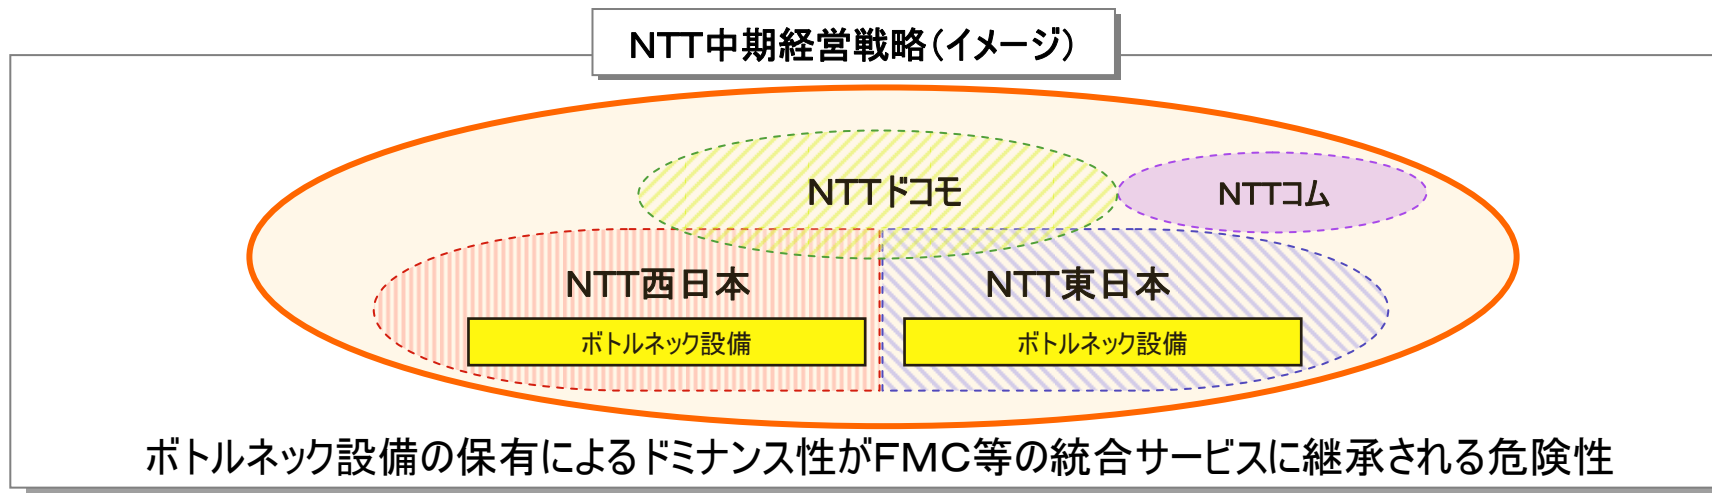 NTT中期経営戦略(イメージ)
NTTドコモ
NTTコム
NTT西日本
NTT東日本
ボトルネック設備
ボトルネック設備
ボトルネック設備の保有によるドミナンス性がFMC等の統合サービスに継承される危険性